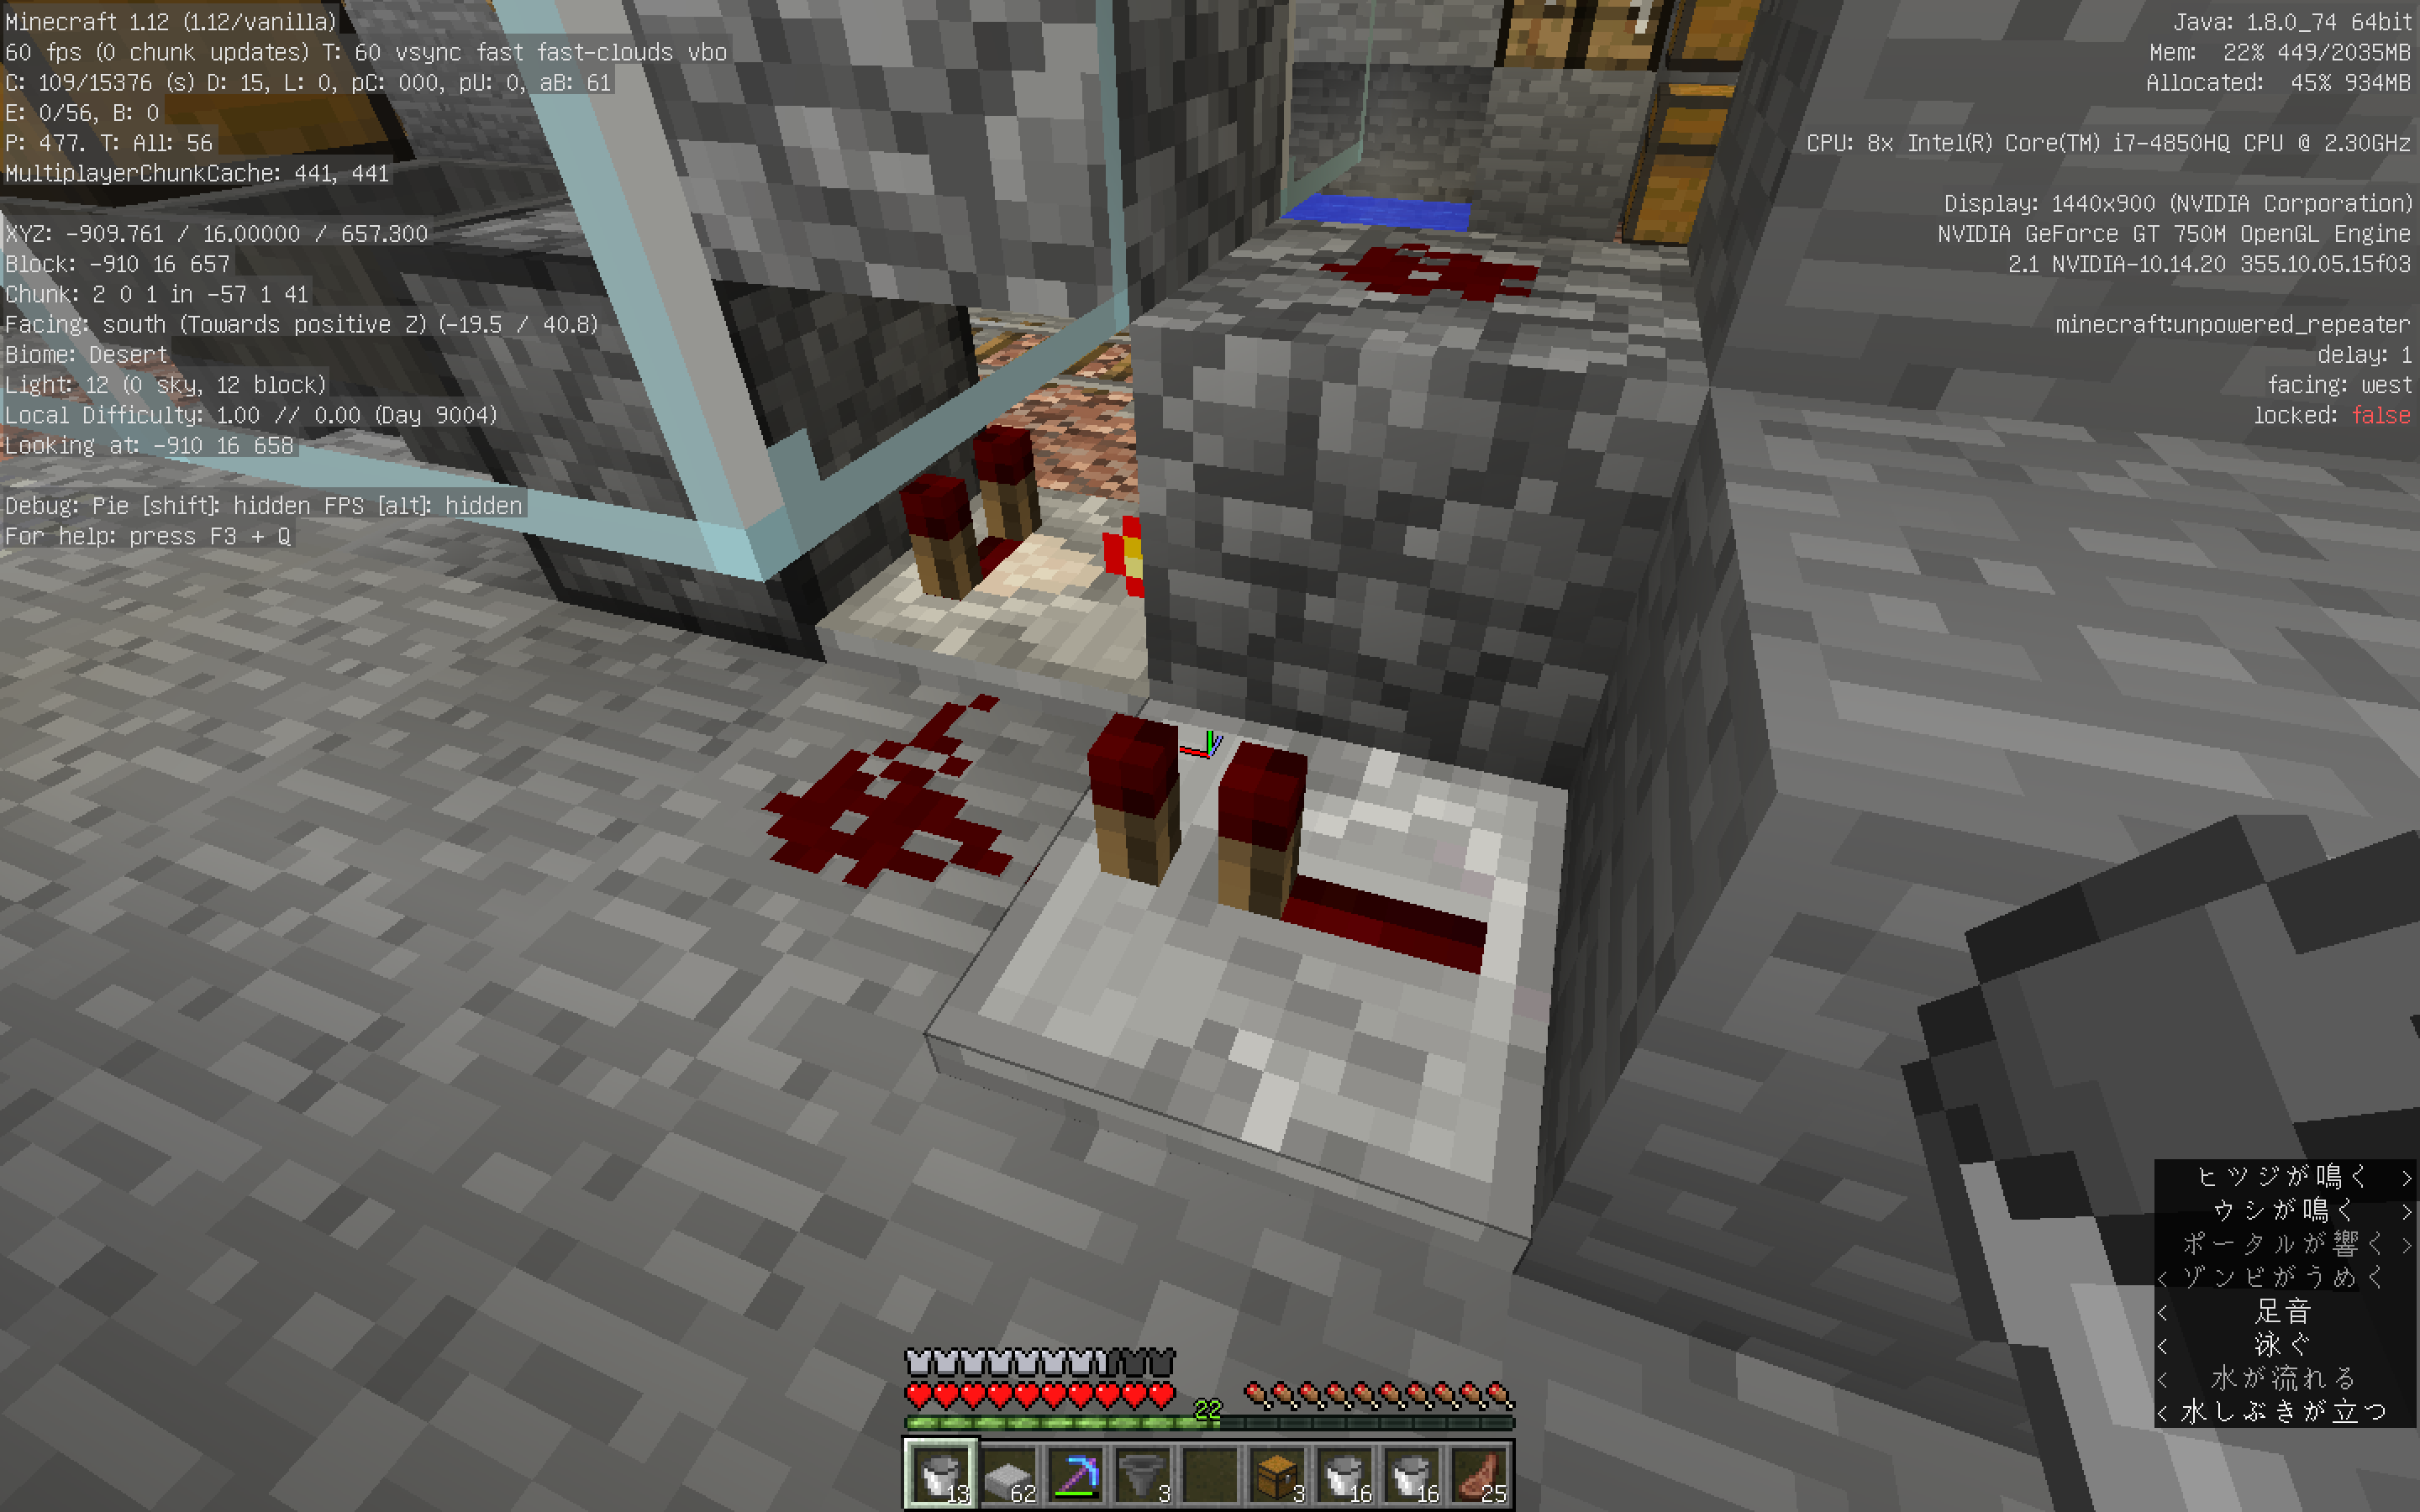 Minecraft 1.12 (1.12/vanilla)
60 fps (0 chunk updates) T: 60 vsync fast fast-clouds vbo
C: 109/15376 (s) D: 15, L: 0, pC: 000, pU: 0, aB: 61
E: 0/56, B: 0
P: 477. T: All: 56
MultiplayerChunkCache: 441, 441
XYZ: -909.761 / 16.00000 / 657.300
Block: -910 16 657
Chunk: 2 0 1 in -57 1 41
Facing: south (Towards positive Z) (-19.5 / 40.8)
Biome: Desert
Light: 12 (0 sky, 12 block)
Local Difficulty: 1.00 // 0.00 (Day 9004)
Looking at: -910 16 658
Debug: Pie [shift]: hidden FPS [alt]: hidden
For help: press F3 + Q
Java: 1.8.0_74 64bit
Mem: 22% 449/2035MB
Allocated: 45% 934MB
CPU: 8x Intel(R) Core(TM) i7-4850HQ CPU @ 2.30GHz
Display: 1440x900 (NVIDIA Corporation)
NVIDIA GeForce GT 750M OpenGL Engine
2.1 NVIDIA-10.14.20 355.10.05.15f03
minecraft:unpowered_repeater
delay: 1
facing: west
locked: false
ヒツジが鳴く >
ウシが鳴く >
ポータルが響く >
< ゾンビがうめく
< 足音
< 泳ぐ
< 水が流れる
< 水しぶきが立つ
22
13 62 3 3 16 16 25